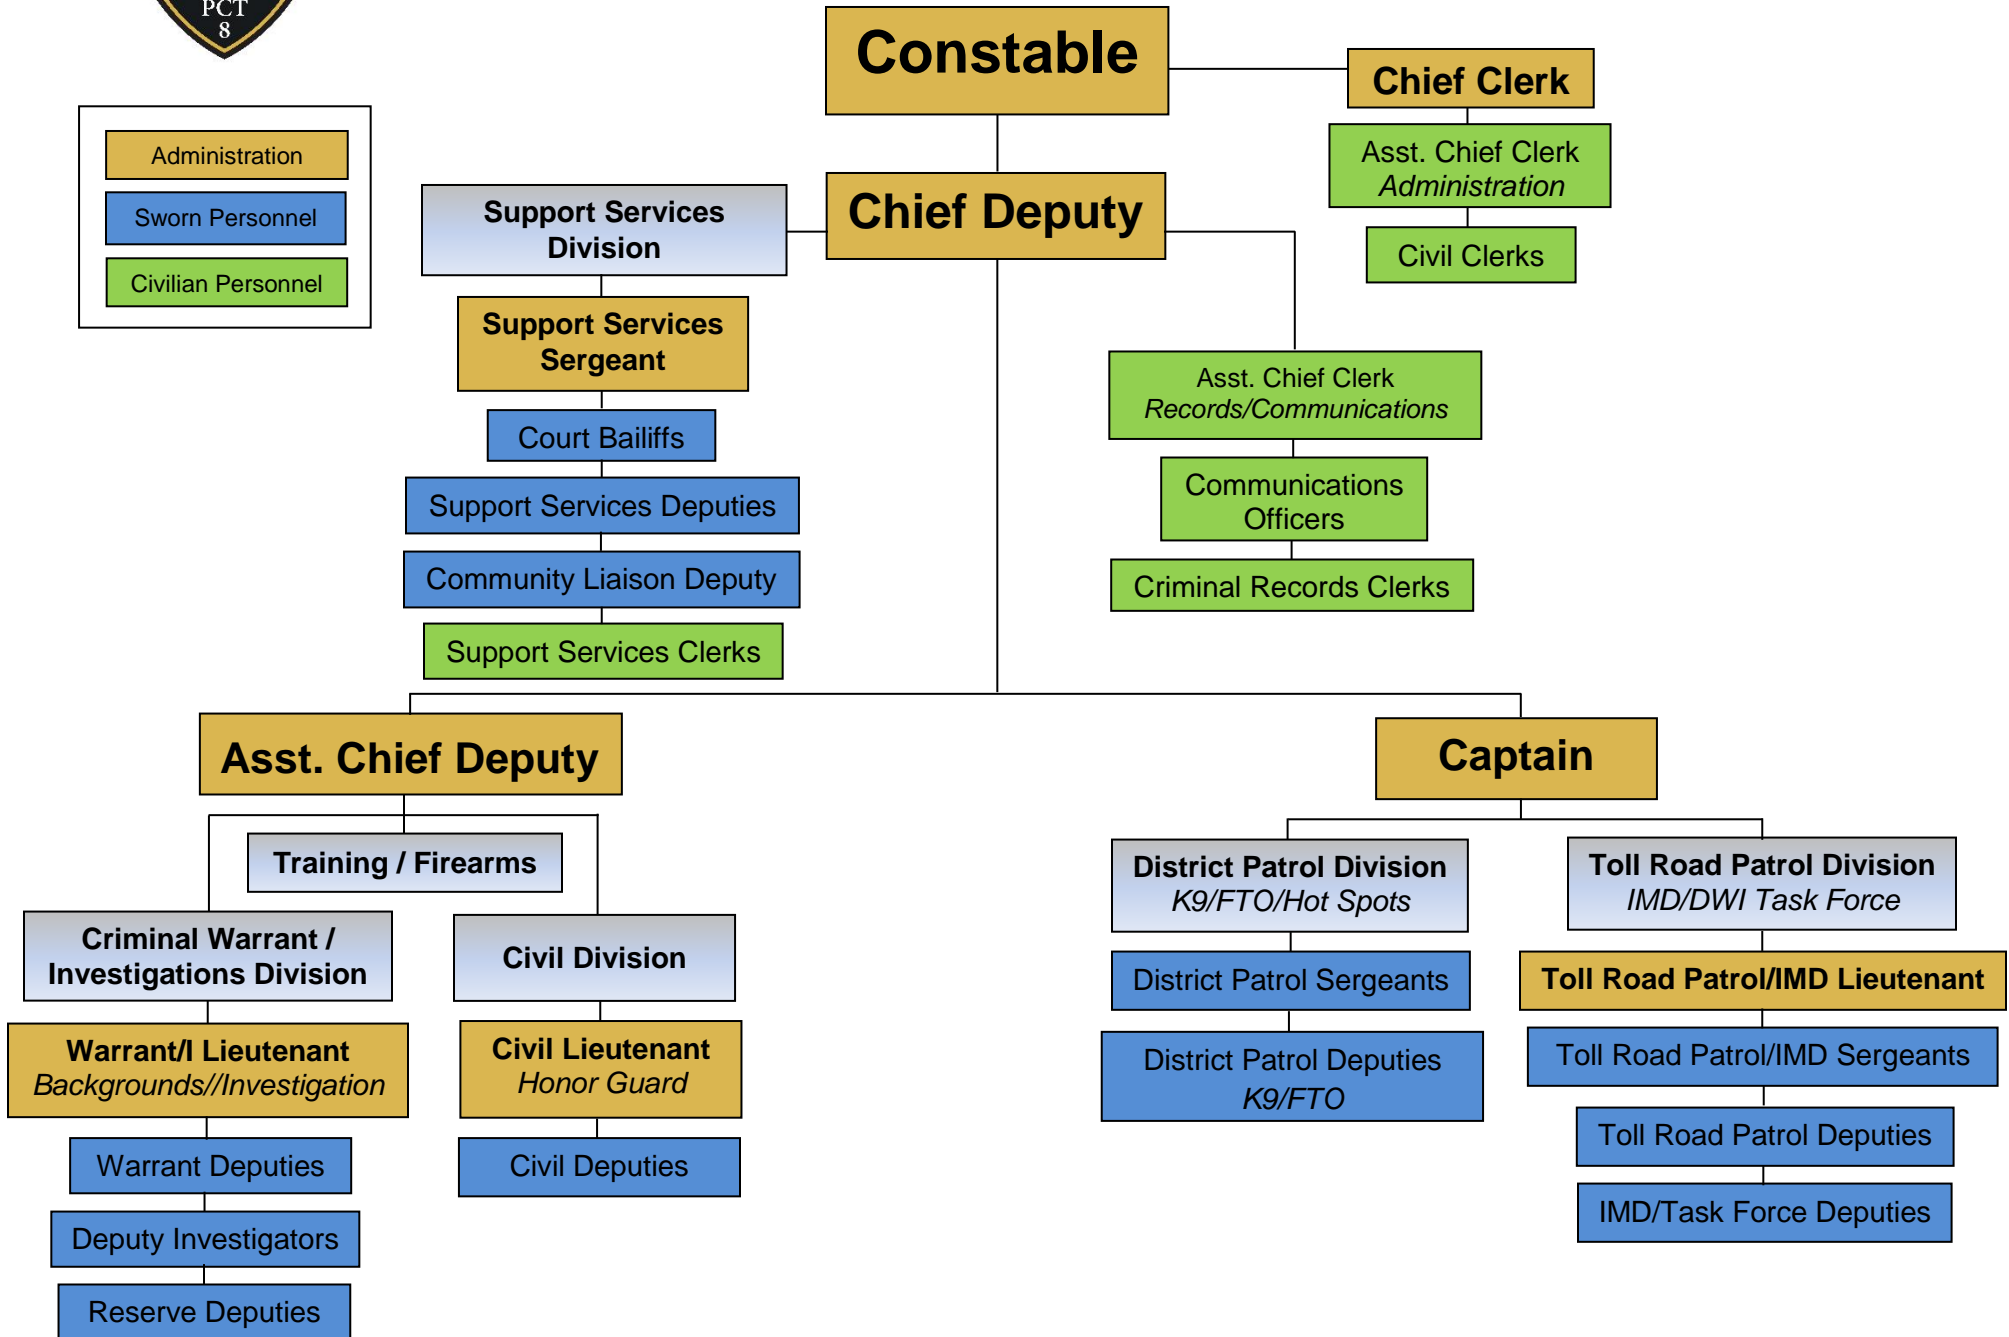 PCT
8
Constable
Chief Clerk
Asst. Chief Clerk
Administration
Civil Clerks
Administration
Sworn Personnel
Civilian Personnel
Support Services
Division
Chief Deputy
Support Services
Sergeant
Court Bailiffs
Support Services Deputies
Community Liaison Deputy
Support Services Clerks
Asst. Chief Clerk
Records/Communications
Communications
Officers
Criminal Records Clerks
Asst. Chief Deputy
Captain
Training / Firearms
Criminal Warrant /
Investigations Division
Warrant/I Lieutenant
Backgrounds//Investigation
Warrant Deputies
Deputy Investigators
Reserve Deputies
Civil Division
Civil Lieutenant
Honor Guard
Civil Deputies
District Patrol Division
K9/FTO/Hot Spots
District Patrol Sergeants
District Patrol Deputies
K9/FTO
Toll Road Patrol Division
IMD/DWI Task Force
Toll Road Patrol/IMD Lieutenant
Toll Road Patrol/IMD Sergeants
Toll Road Patrol Deputies
IMD/Task Force Deputies